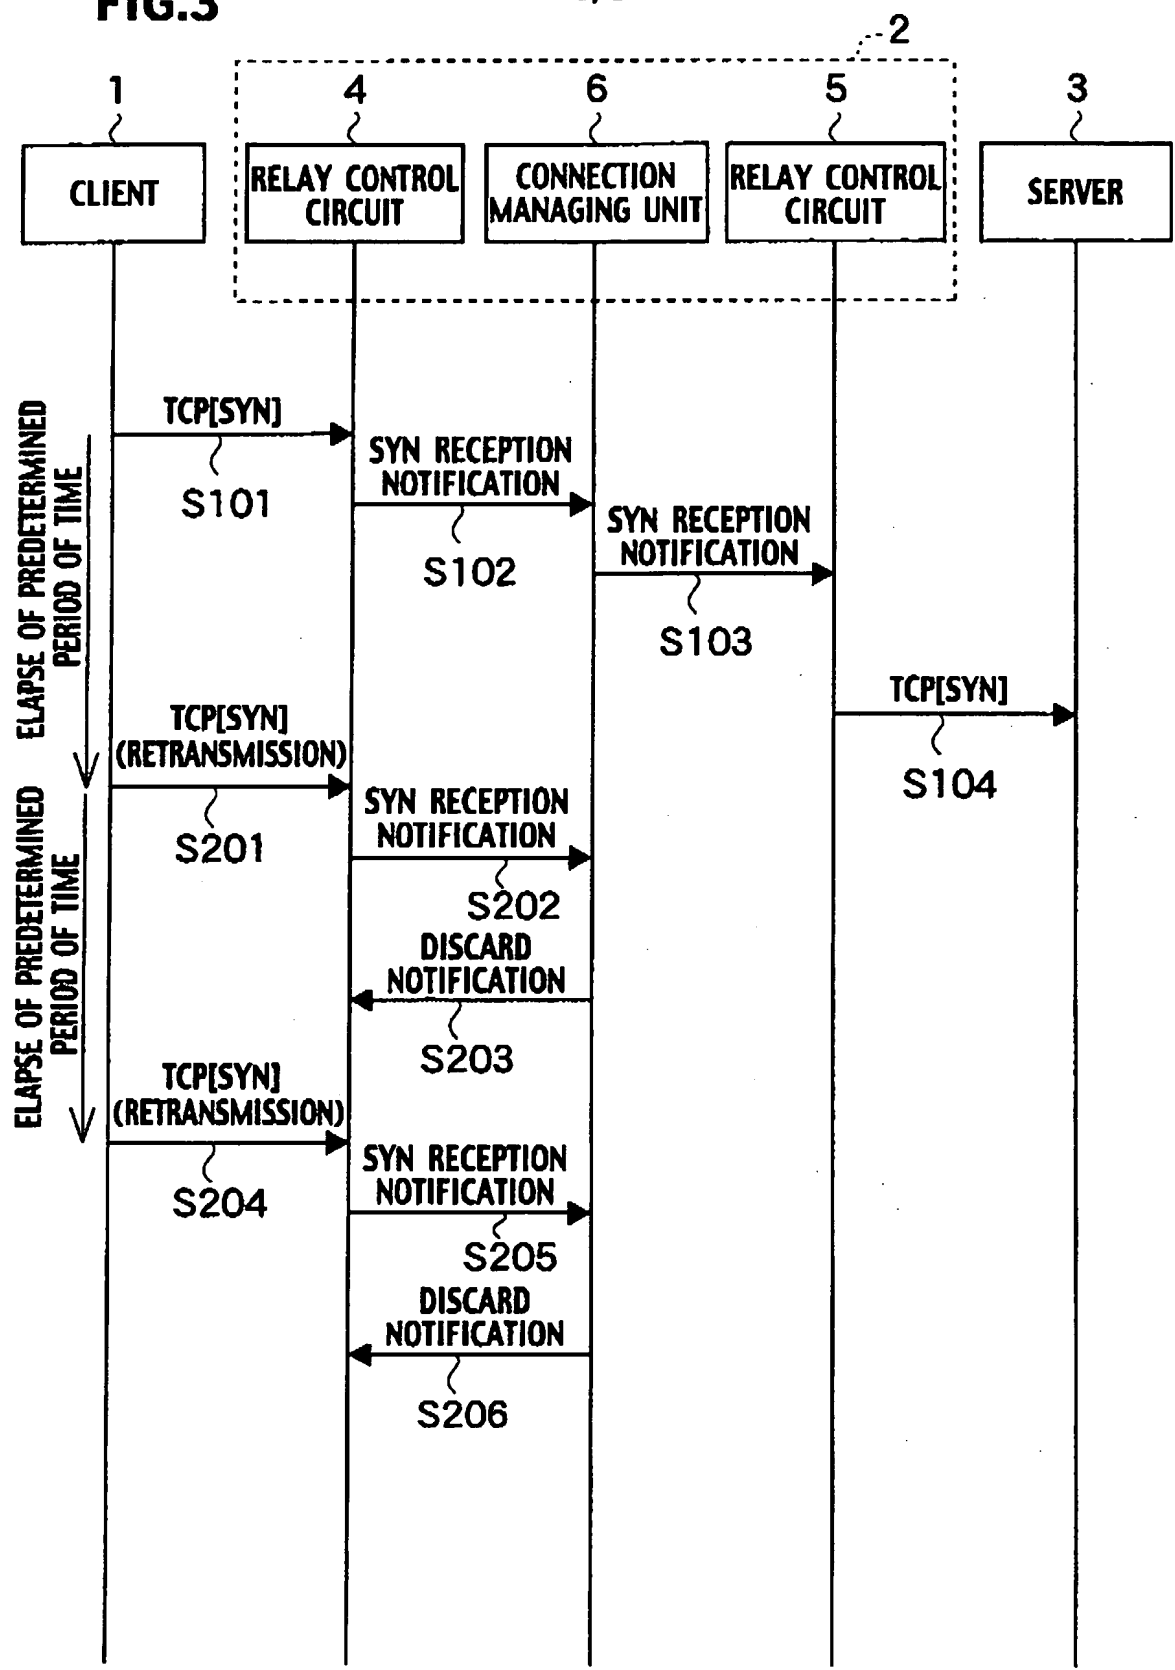 FIG.3
2
1
4
6
5
3
CLIENT
RELAY CONTROL
CIRCUIT
CONNECTION
MANAGING UNIT
RELAY CONTROL
CIRCUIT
SERVER
ELAPSE OF PREDETERMINED
PERIOD OF TIME
TCP[SYN]
S101
SYN RECEPTION
NOTIFICATION
S102
SYN RECEPTION
NOTIFICATION
S103
TCP[SYN]
S104
TCP[SYN]
(RETRANSMISSION)
S201
ELAPSE OF PREDETERMINED
PERIOD OF TIME
SYN RECEPTION
NOTIFICATION
S202
DISCARD
NOTIFICATION
S203
TCP[SYN]
(RETRANSMISSION)
S204
SYN RECEPTION
NOTIFICATION
S205
DISCARD
NOTIFICATION
S206